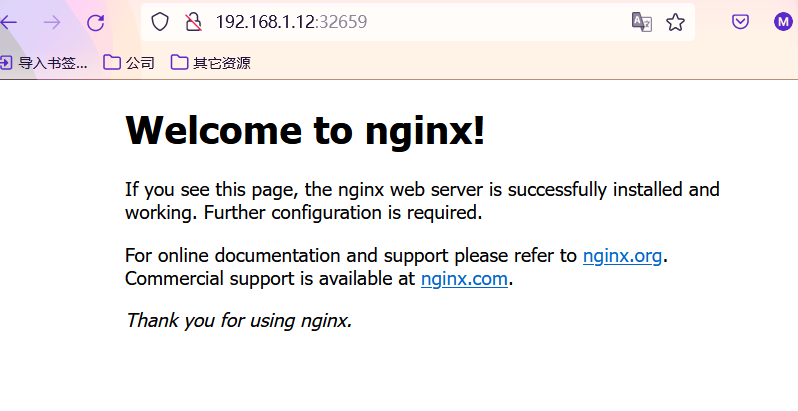 192.168.1.12:32659
M
导入书签... 公司 其它资源
Welcome to nginx!
If you see this page, the nginx web server is successfully installed and
working. Further configuration is required.
For online documentation and support please refer to nginx.org.
Commercial support is available at nginx.com.
Thank you for using nginx.